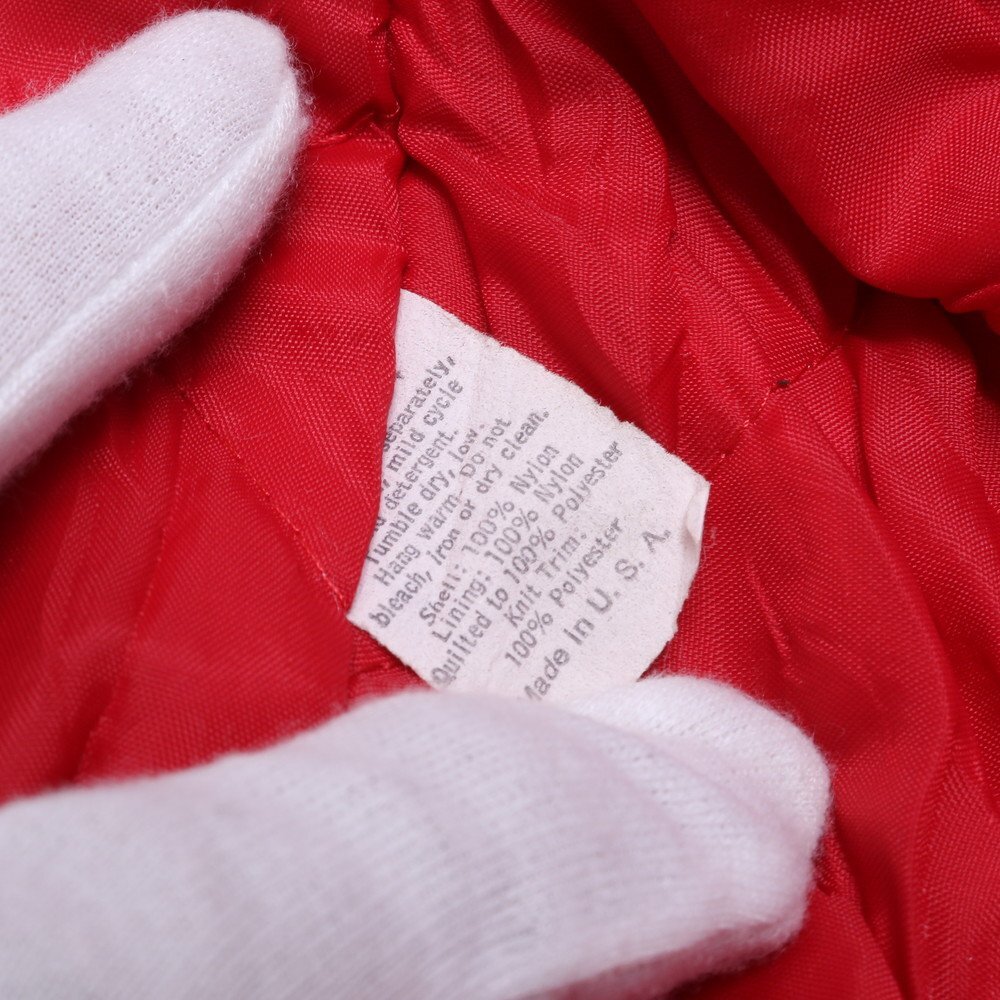 separately,
mild cycle
detergent.
Tumble dry, low.
Hang warm. Do not
bleach, iron or dry clean.
Shell: 100% Nylon
Lining: 100% Nylon
Quilted to 100% Polyester
Knit Trim:
100% Polyester
Made In U. S. A.